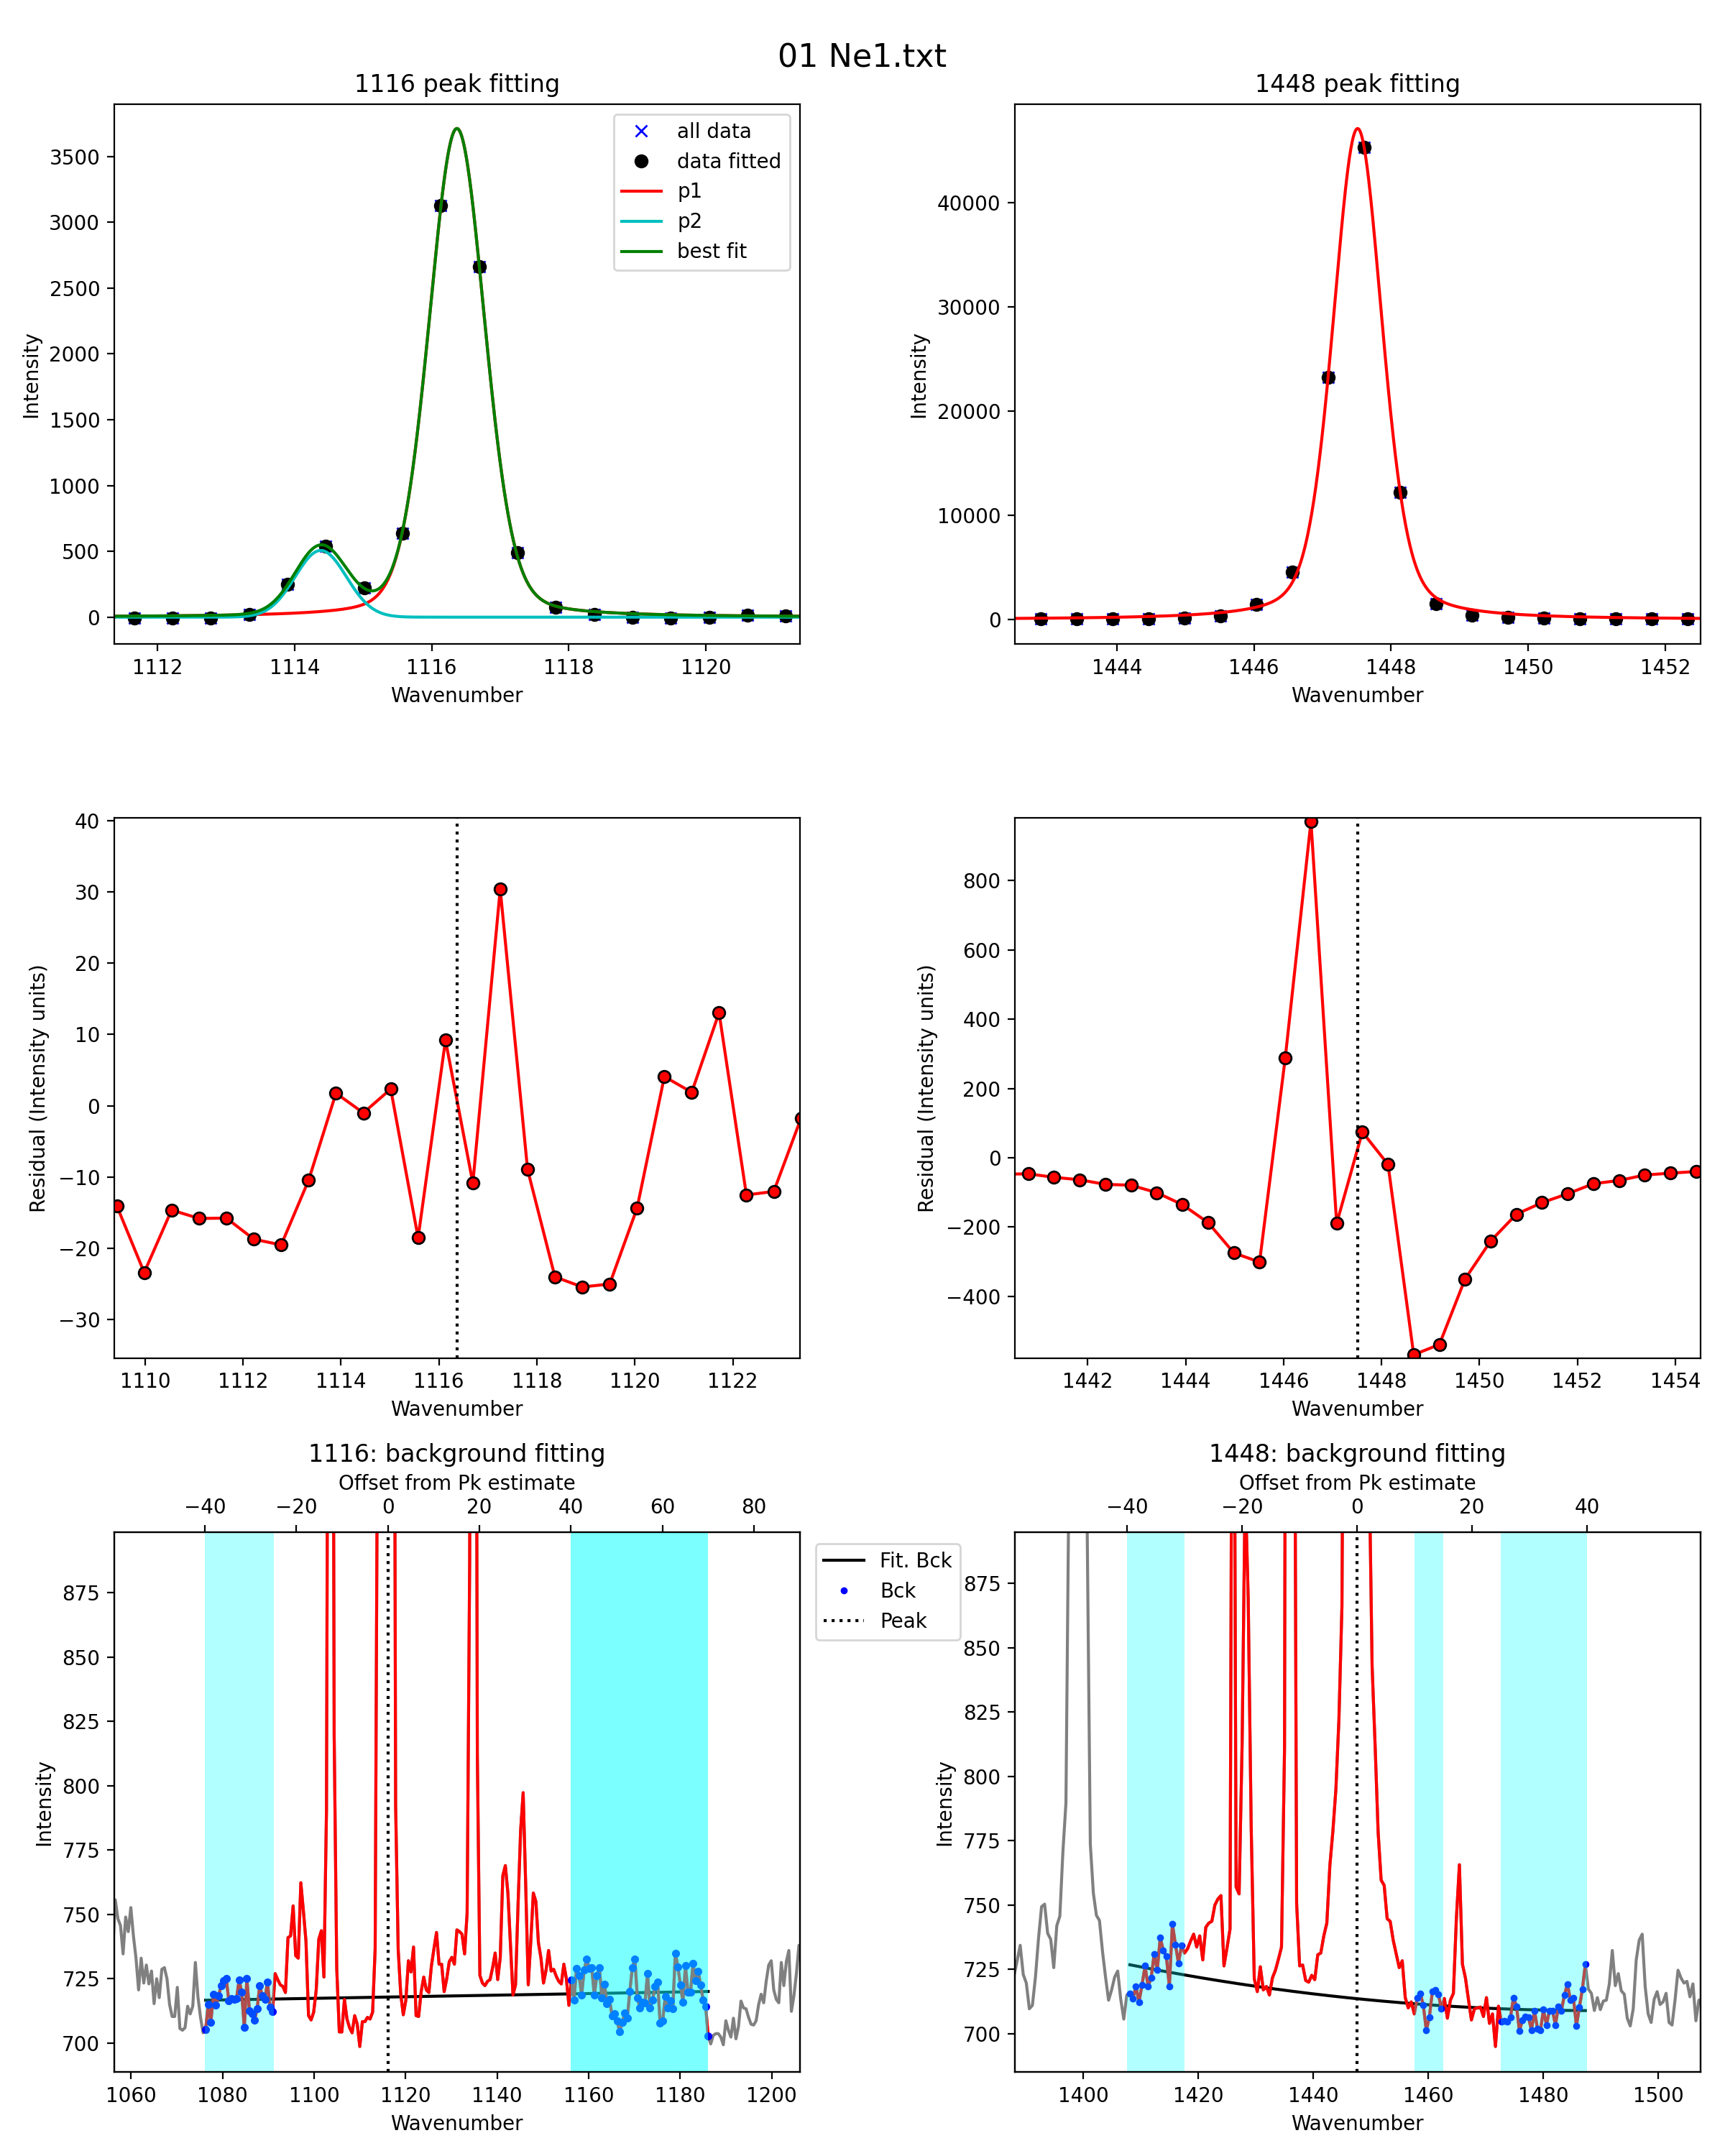 01 Ne1.txt
1116 peak fitting
1448 peak fitting
all data
data fitted
p1
p2
best fit
3500
3000
2500
2000
1500
1000
500
0
Intensity
1112 1114 1116 1118 1120
Wavenumber
40000
30000
20000
10000
0
Intensity
1444 1446 1448 1450 1452
Wavenumber
40
30
20
10
0
−10
−20
−30
Residual (Intensity units)
1110 1112 1114 1116 1118 1120 1122
Wavenumber
800
600
400
200
0
−200
−400
Residual (Intensity units)
1442 1444 1446 1448 1450 1452 1454
Wavenumber
1116: background fitting
Offset from Pk estimate
−40 −20 0 20 40 60 80
875
850
825
800
775
750
725
700
Intensity
1060 1080 1100 1120 1140 1160 1180 1200
Wavenumber
Fit. Bck
Bck
Peak
1448: background fitting
Offset from Pk estimate
−40 −20 0 20 40
875
850
825
800
775
750
725
700
Intensity
1400 1420 1440 1460 1480 1500
Wavenumber